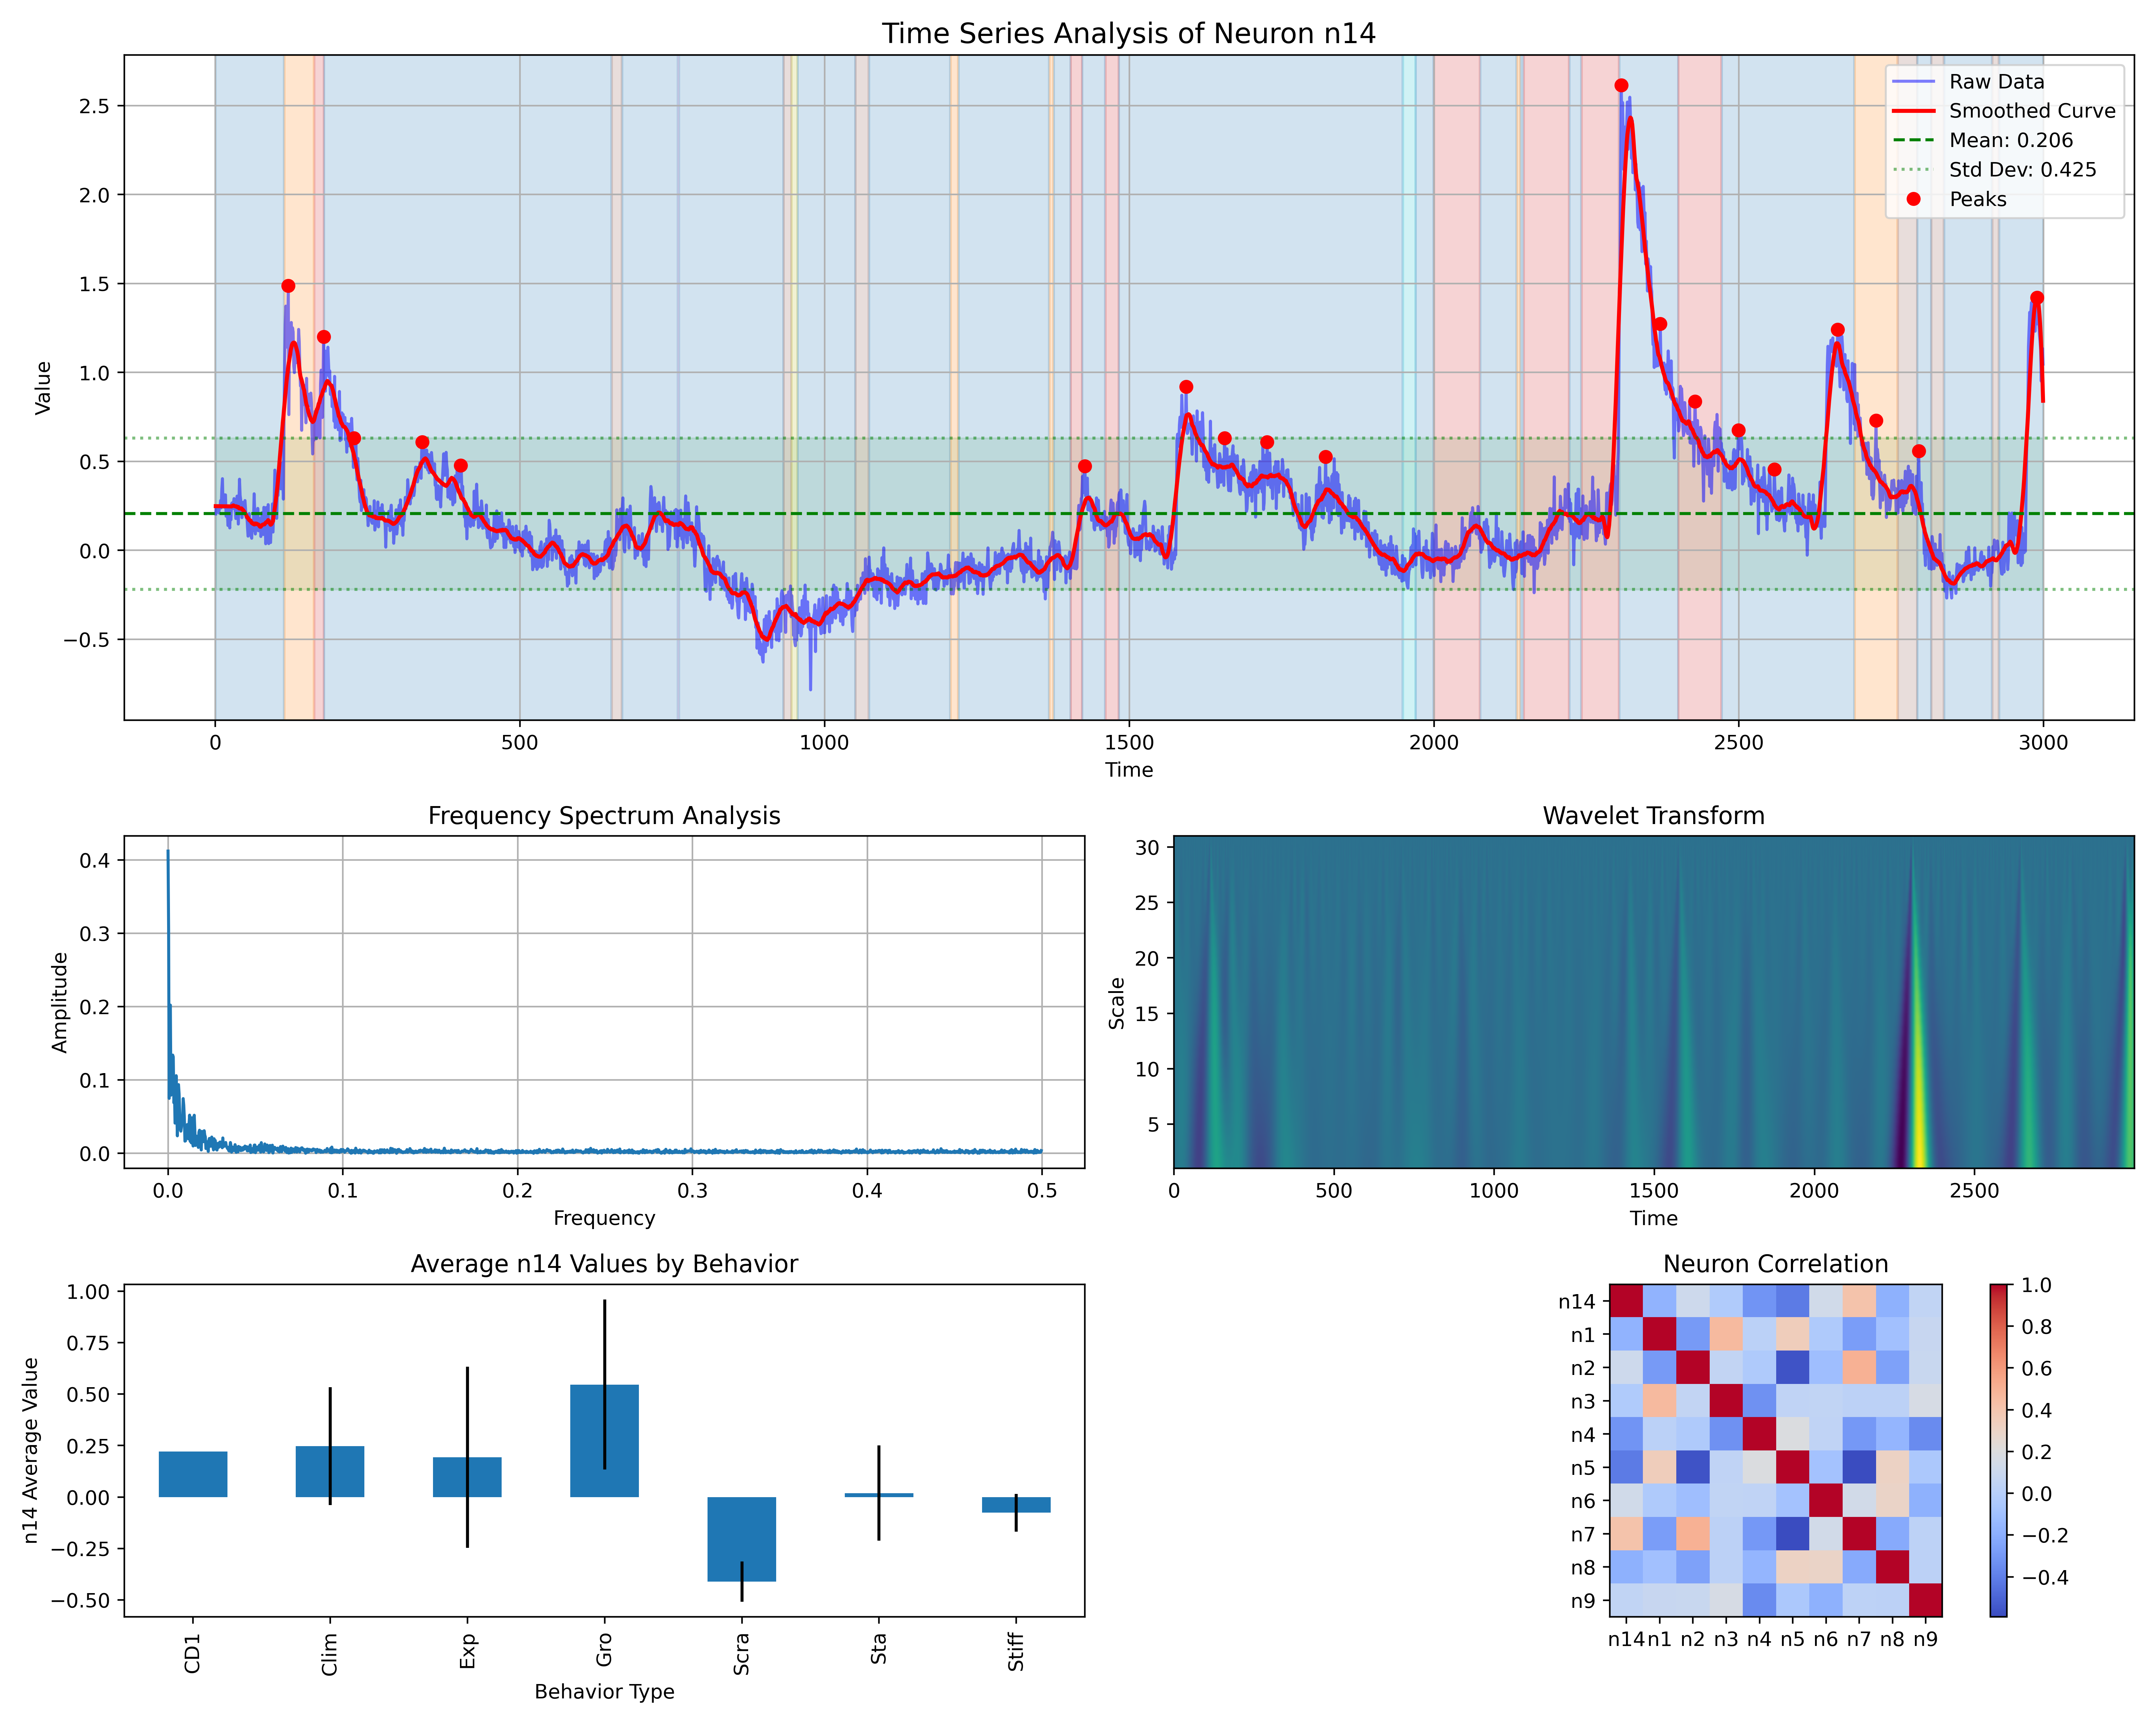 Time Series Analysis of Neuron n14
Raw Data
Smoothed Curve
Mean: 0.206
Std Dev: 0.425
Peaks
Value
2.5
2.0
1.5
1.0
0.5
0.0
−0.5
0 500 1000 1500 2000 2500 3000
Time
Frequency Spectrum Analysis
Amplitude
0.4
0.3
0.2
0.1
0.0
0.0 0.1 0.2 0.3 0.4 0.5
Frequency
Wavelet Transform
Scale
30
25
20
15
10
5
0 500 1000 1500 2000 2500
Time
Average n14 Values by Behavior
n14 Average Value
1.00
0.75
0.50
0.25
0.00
−0.25
−0.50
CD1 Clim Exp Gro Scra Sta Stiff
Behavior Type
Neuron Correlation
n14
n1
n2
n3
n4
n5
n6
n7
n8
n9
n14 n1 n2 n3 n4 n5 n6 n7 n8 n9
1.0
0.8
0.6
0.4
0.2
0.0
−0.2
−0.4